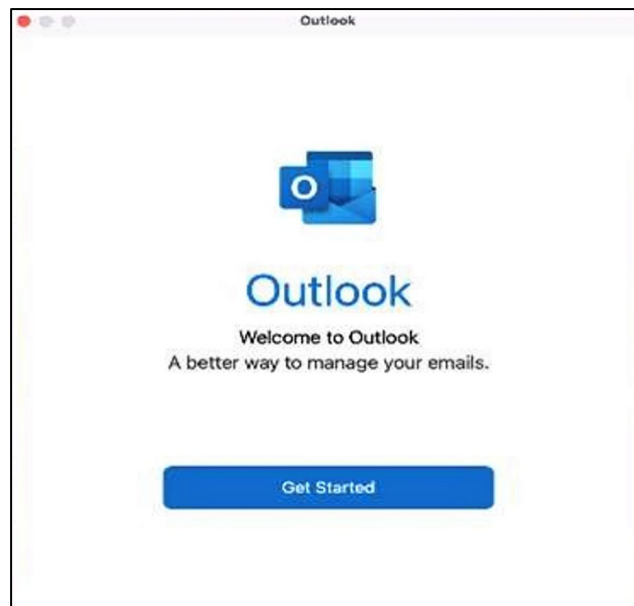 Outlook
O
Outlook
Welcome to Outlook
A better way to manage your emails.
Get Started